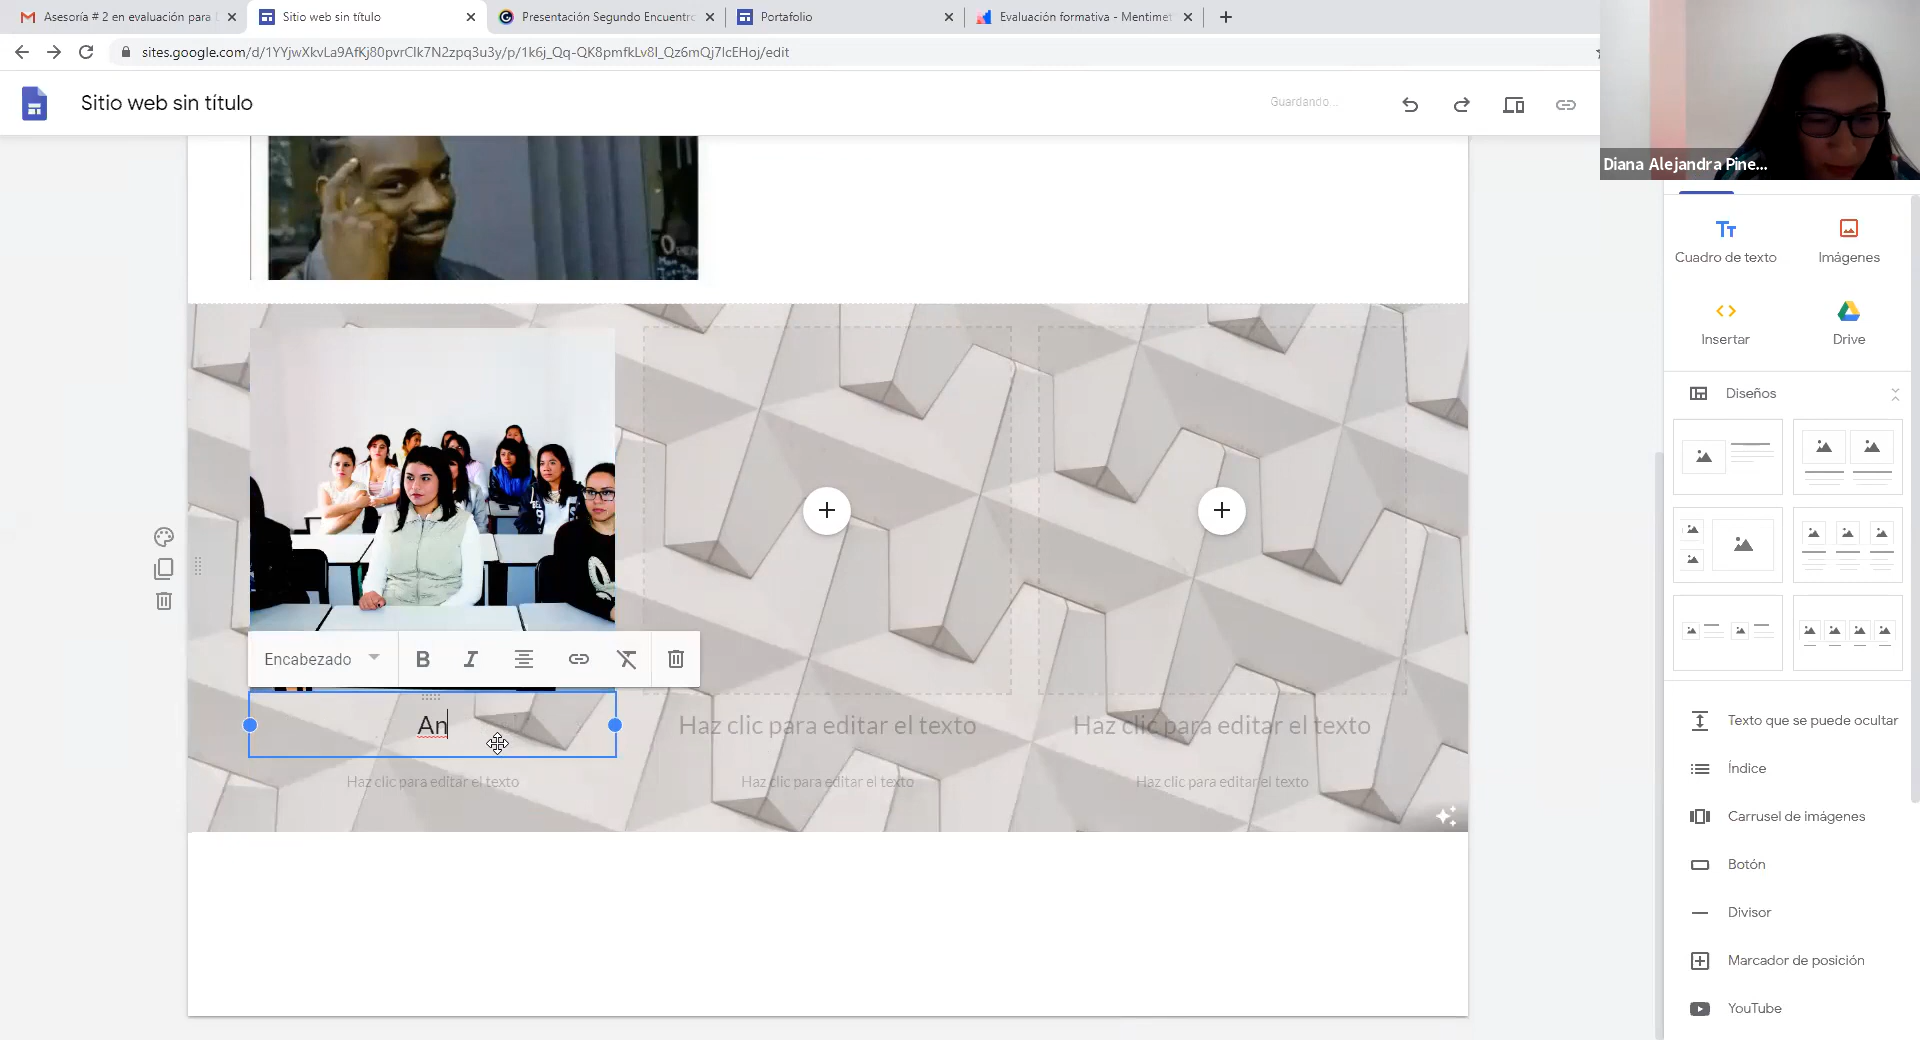 Asesoría # 2 en evaluación para
Sitio web sin título
Presentación Segundo Encuentro
Portafolio
Evaluación formativa - Mentimet
sites.google.com/d/1YYjwXkvLa9AfKj80pvrClk7N2zpq3u3y/p/1k6j_Qq-QK8pmfkLv8l_Qz6mQj7lcEHoj/edit
Sitio web sin título
Guardando...
Diana Alejandra Pine...
Cuadro de texto
Imágenes
Insertar
Drive
Diseños
Encabezado
An
Haz clic para editar el texto
Haz clic para editar el texto
Haz clic para editar el texto
Haz clic para editar el texto
Haz clic para editar el texto
Texto que se puede ocultar
Índice
Carrusel de imágenes
Botón
Divisor
Marcador de posición
YouTube